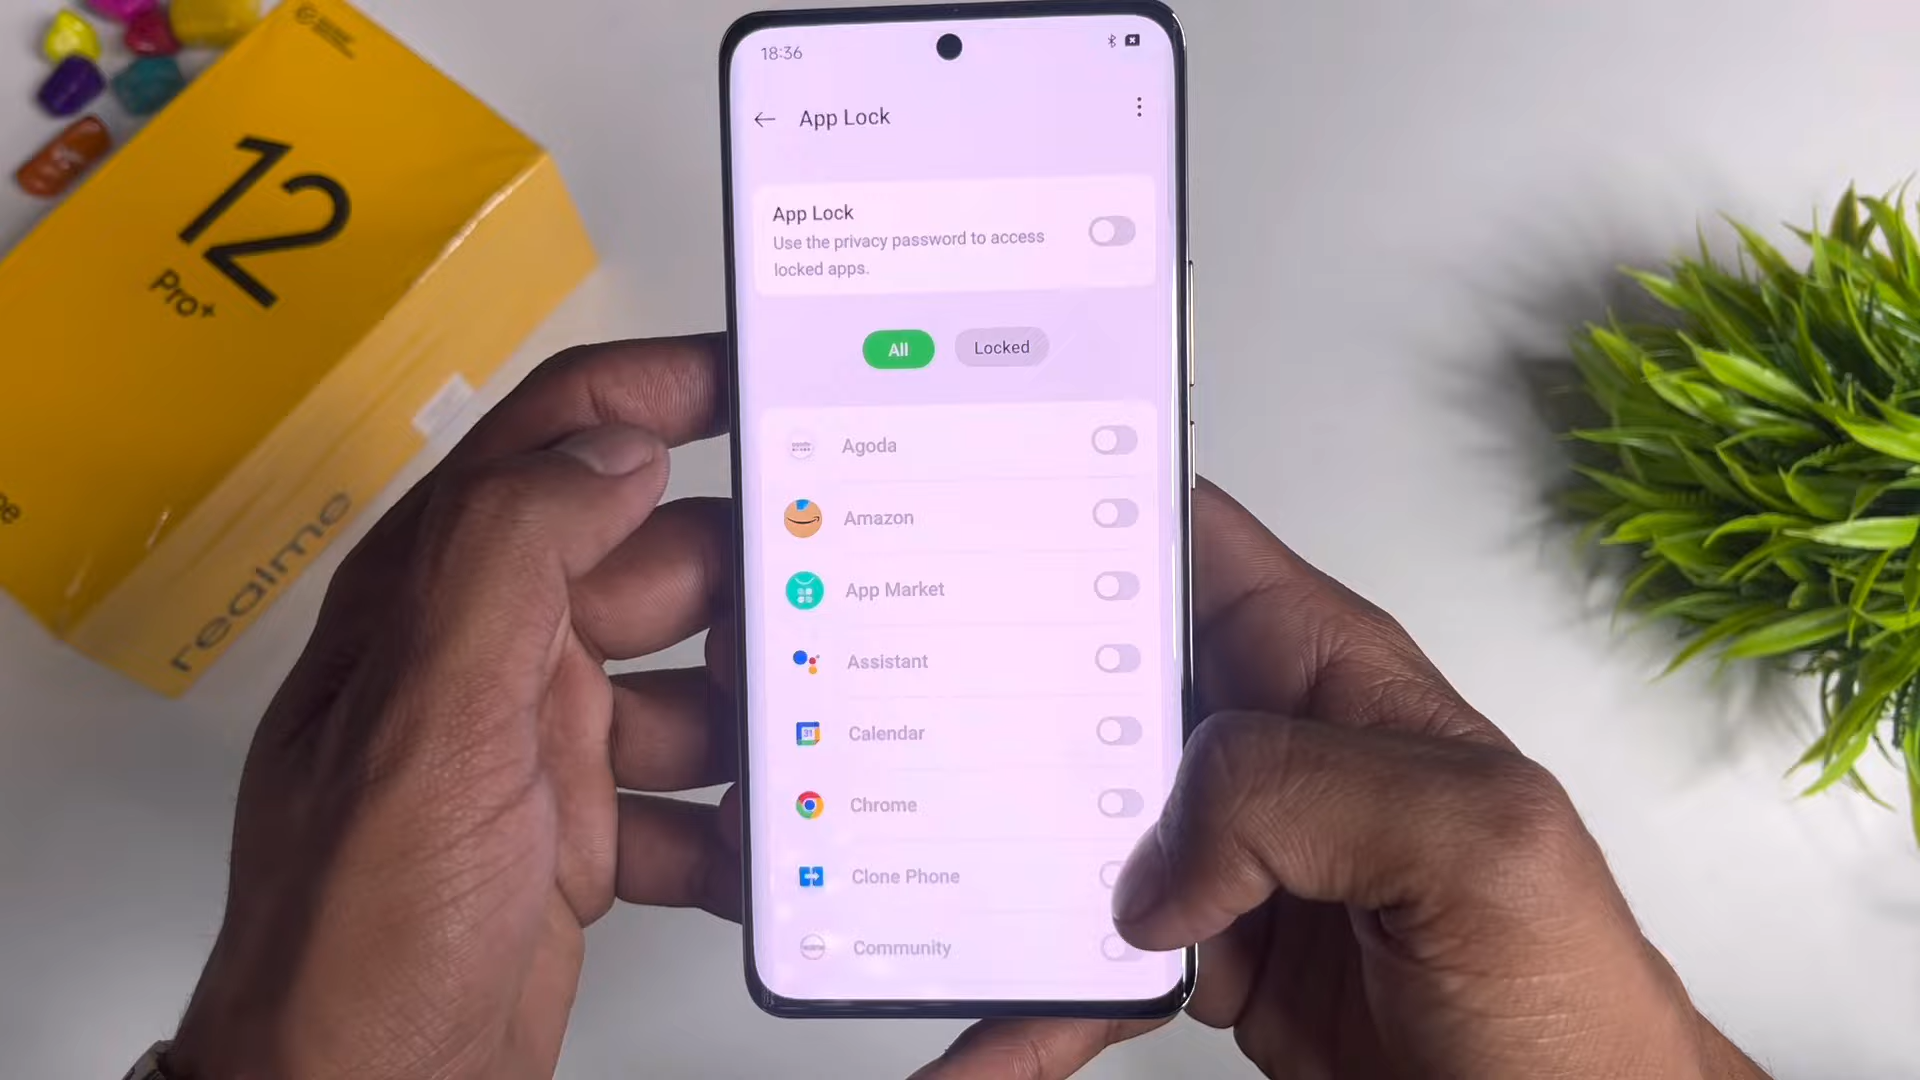 12
Pro+
realme
18:36
App Lock
App Lock
Use the privacy password to access
locked apps.
All
Locked
Agoda
Amazon
App Market
Assistant
31
Calendar
Chrome
Clone Phone
Community